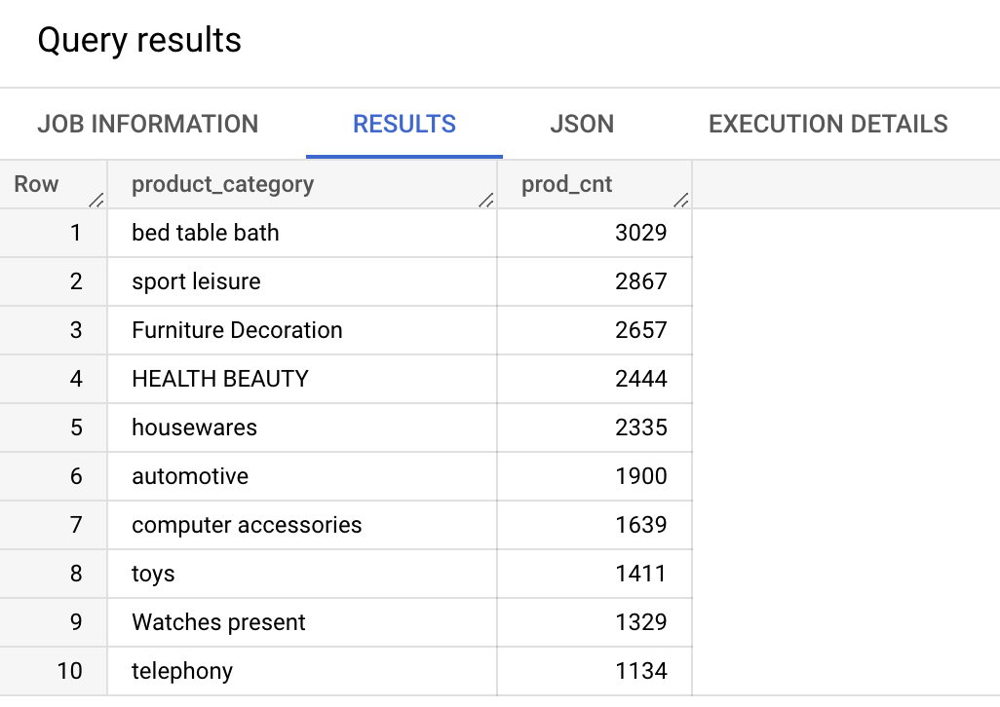 Query results
JOB INFORMATION RESULTS JSON EXECUTION DETAILS
Row product_category prod_cnt
1 bed table bath 3029
2 sport leisure 2867
3 Furniture Decoration 2657
4 HEALTH BEAUTY 2444
5 housewares 2335
6 automotive 1900
7 computer accessories 1639
8 toys 1411
9 Watches present 1329
10 telephony 1134